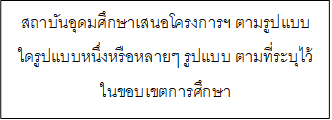 สถาบันอุดมศึกษาเสนอโครงการฯ ตามรูปแบบ
ใดรูปแบบหนึ่งหรือหลายๆ รูปแบบ ตามที่ระบุไว้
ในขอบเขตการศึกษา